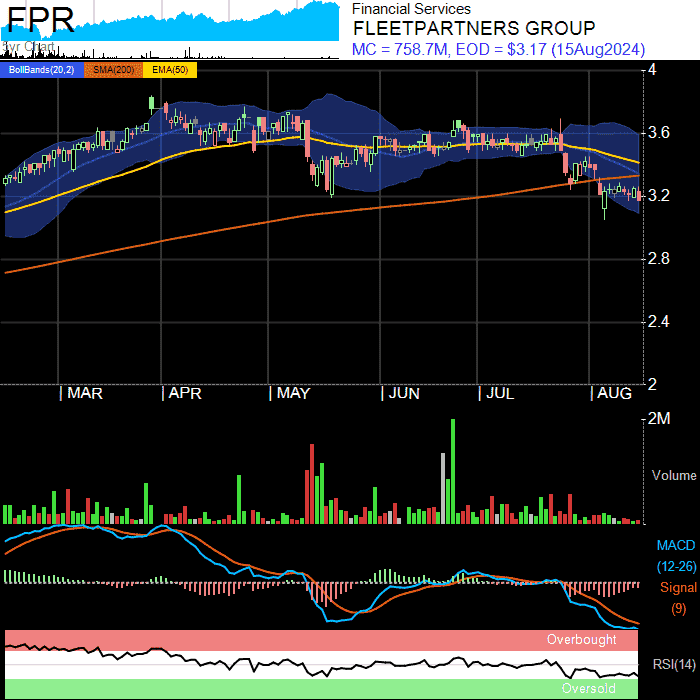 FPR
3yr Chart
Financial Services
FLEETPARTNERS GROUP
MC = 758.7M, EOD = $3.17 (15Aug2024)
BollBands(20,2) SMA(200) EMA(50)
4
3.6
3.2
2.8
2.4
2
MAR APR MAY JUN JUL AUG
2M
Volume
MACD
(12-26)
Signal
(9)
Overbought
RSI(14)
Oversold